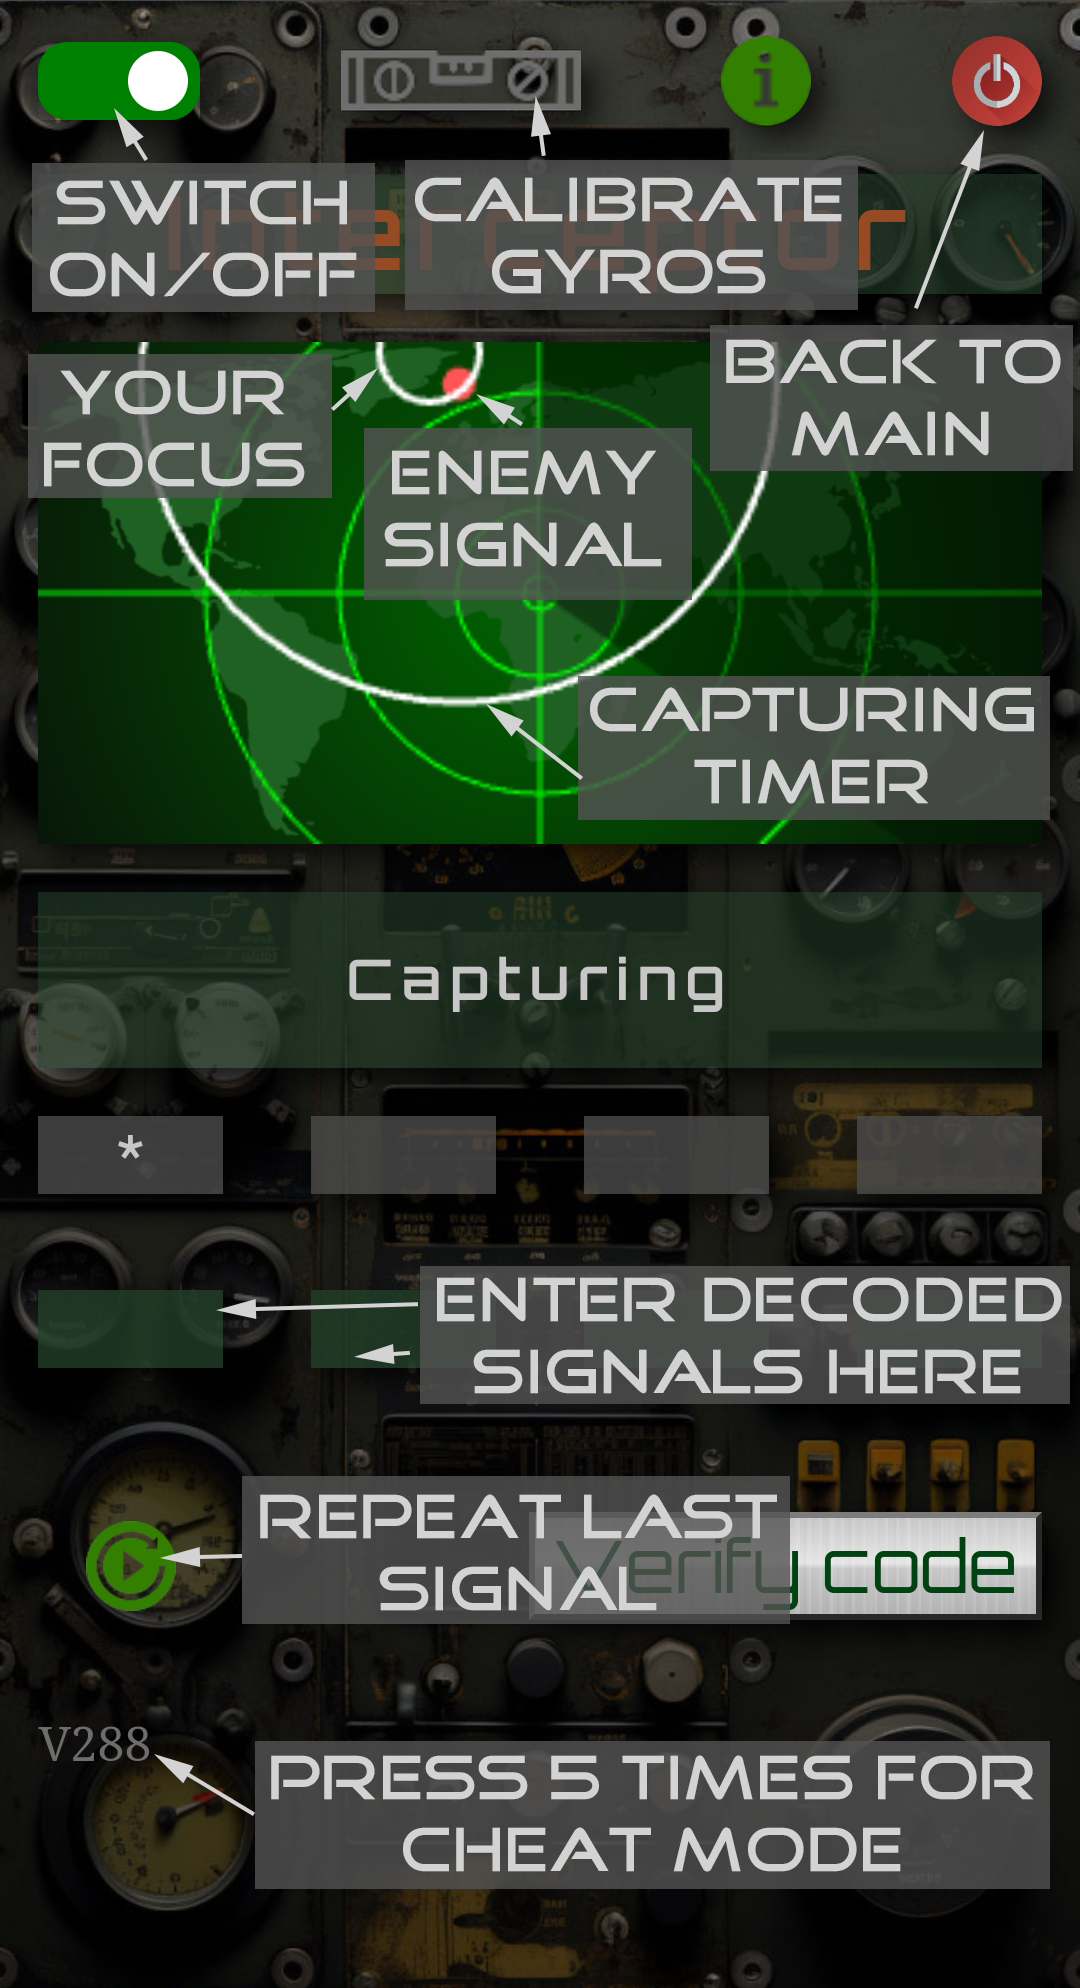 SWITCH
ON/OFF
CALIBRATE
GYROS
Interceptor
BACK TO
MAIN
YOUR
FOCUS
ENEMY
SIGNAL
CAPTURING
TIMER
Capturing
*
ENTER DECODED
SIGNALS HERE
REPEAT LAST
SIGNAL
Verify code
V288
PRESS 5 TIMES FOR
CHEAT MODE